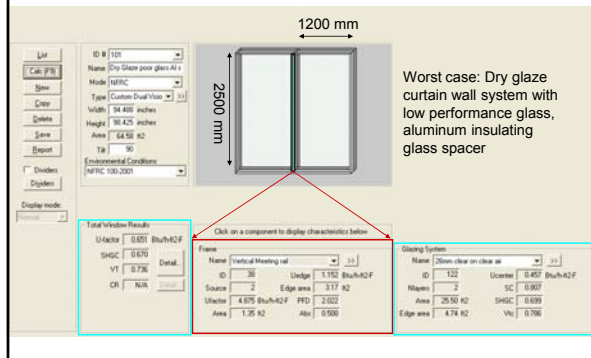 1200 mm
2500 mm
Worst case: Dry glaze
curtain wall system with
low performance glass,
aluminum insulating
glass spacer
List
Calc (F9)
New
Copy
Delete
Save
Report
Dividers
Dividers
Display mode:
Normal
ID # 101
Name Dry Glaze poor glass Al s
Mode NFRC
Type Custom Dual Visio >>
Width 94.488 inches
Height 98.425 inches
Area 64.58 ft2
Tilt 90
Environmental Conditions
NFRC 100-2001
Total Window Results
U-factor 0.651 Btu/h-ft2-F
SHGC 0.670
VT 0.736
Detail...
CR N/A Detail...
Click on a component to display characteristics below
Frame
Name Vertical Meeting rail >>
ID 38 Uedge 1.152 Btu/h-ft2-F
Source 2 Edge area 3.17 ft2
Ufactor 4.875 Btu/h-ft2-F PFD 2.022
Area 1.35 ft2 Abs 0.500
Glazing System
Name 26mm clear on clear air >>
ID 122 Ucenter 0.457 Btu/h-ft2-F
Nlayers 2 SC 0.807
Area 25.50 ft2 SHGC 0.699
Edge area 4.74 ft2 Vtc 0.786